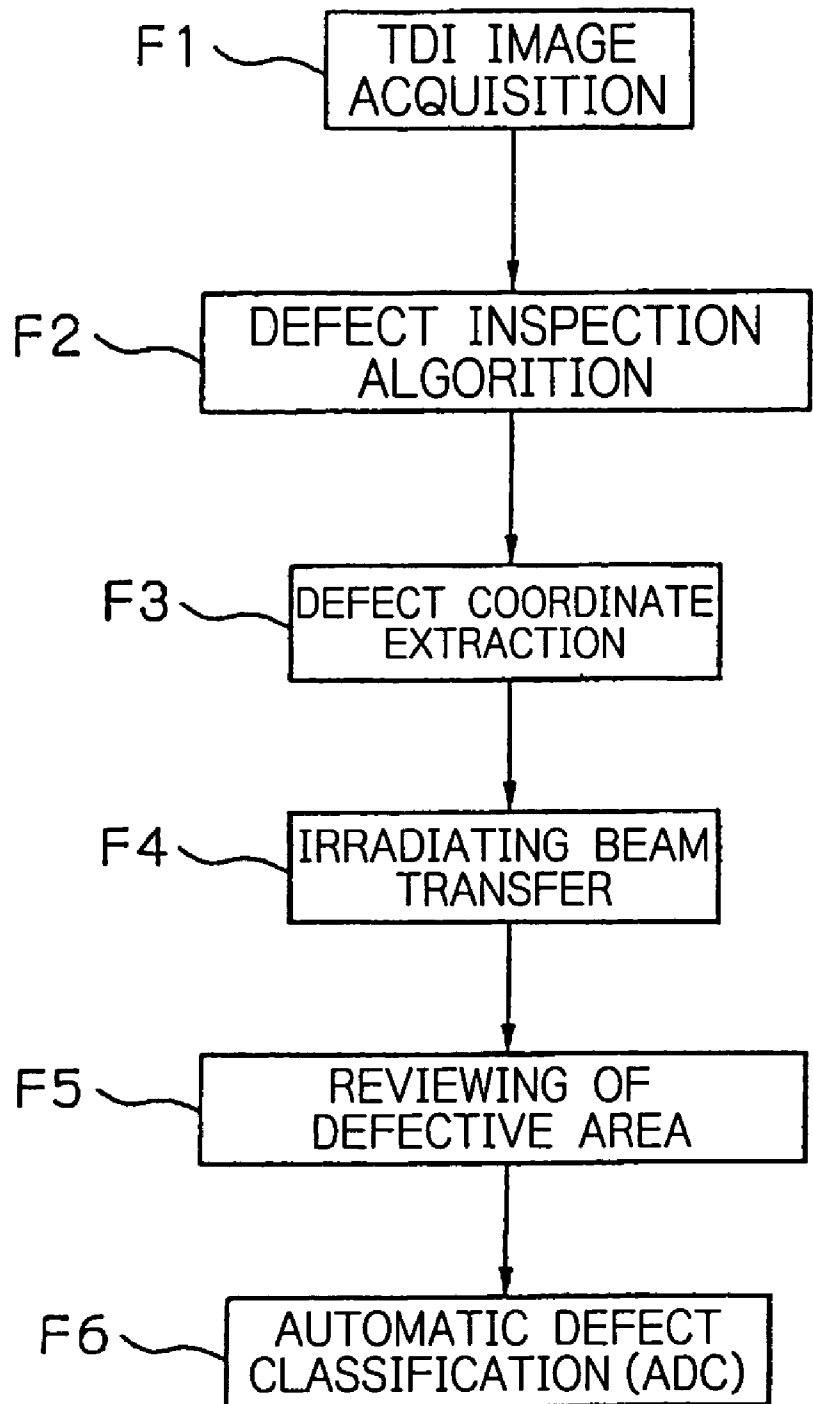 F1
TDI IMAGE
ACQUISITION
F2
DEFECT INSPECTION
ALGORITION
F3
DEFECT COORDINATE
EXTRACTION
F4
IRRADIATING BEAM
TRANSFER
F5
REVIEWING OF
DEFECTIVE AREA
F6
AUTOMATIC DEFECT
CLASSIFICATION (ADC)